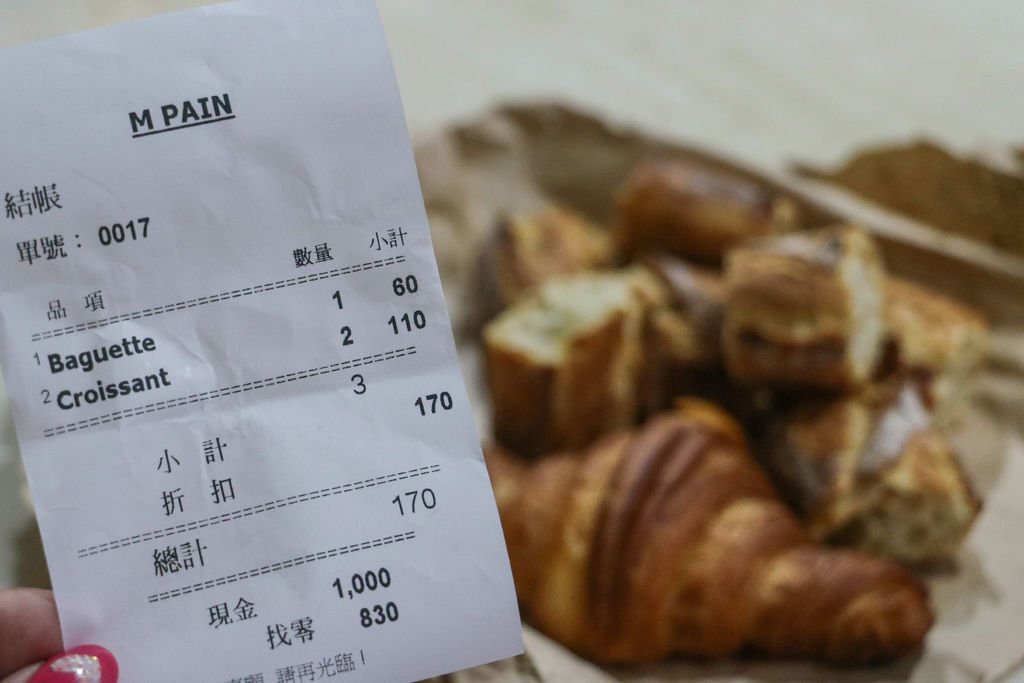 M PAIN
結帳
單號： 0017
品 項 數量 小計
1 Baguette 1 60
2 Croissant 2 110
3 170
小 計
折 扣
總計 170
現金 1,000
找零 830
請再光臨！